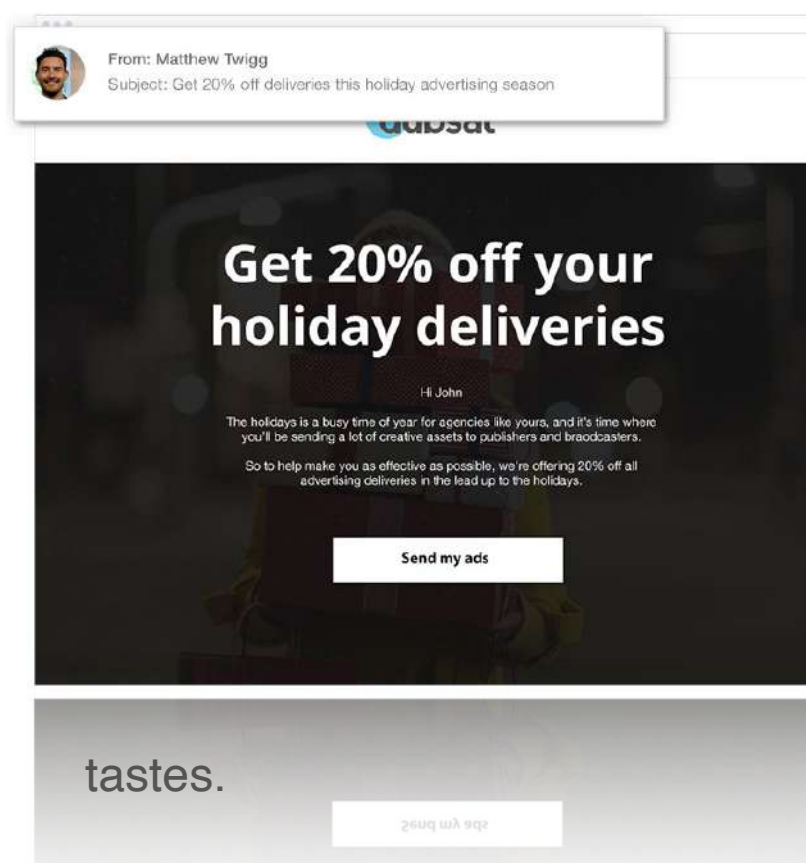 From: Matthew Twigg
Subject: Get 20% off deliveries this holiday advertising season
Get 20% off your
holiday deliveries
Hi John
The holidays is a busy time of year for agencies like yours, and it's time where
you'll be sending a lot of creative assets to publishers and braodcasters.
So to help make you as effective as possible, we're offering 20% off all
advertising deliveries in the lead up to the holidays.
Send my ads
tastes.
Send my ads